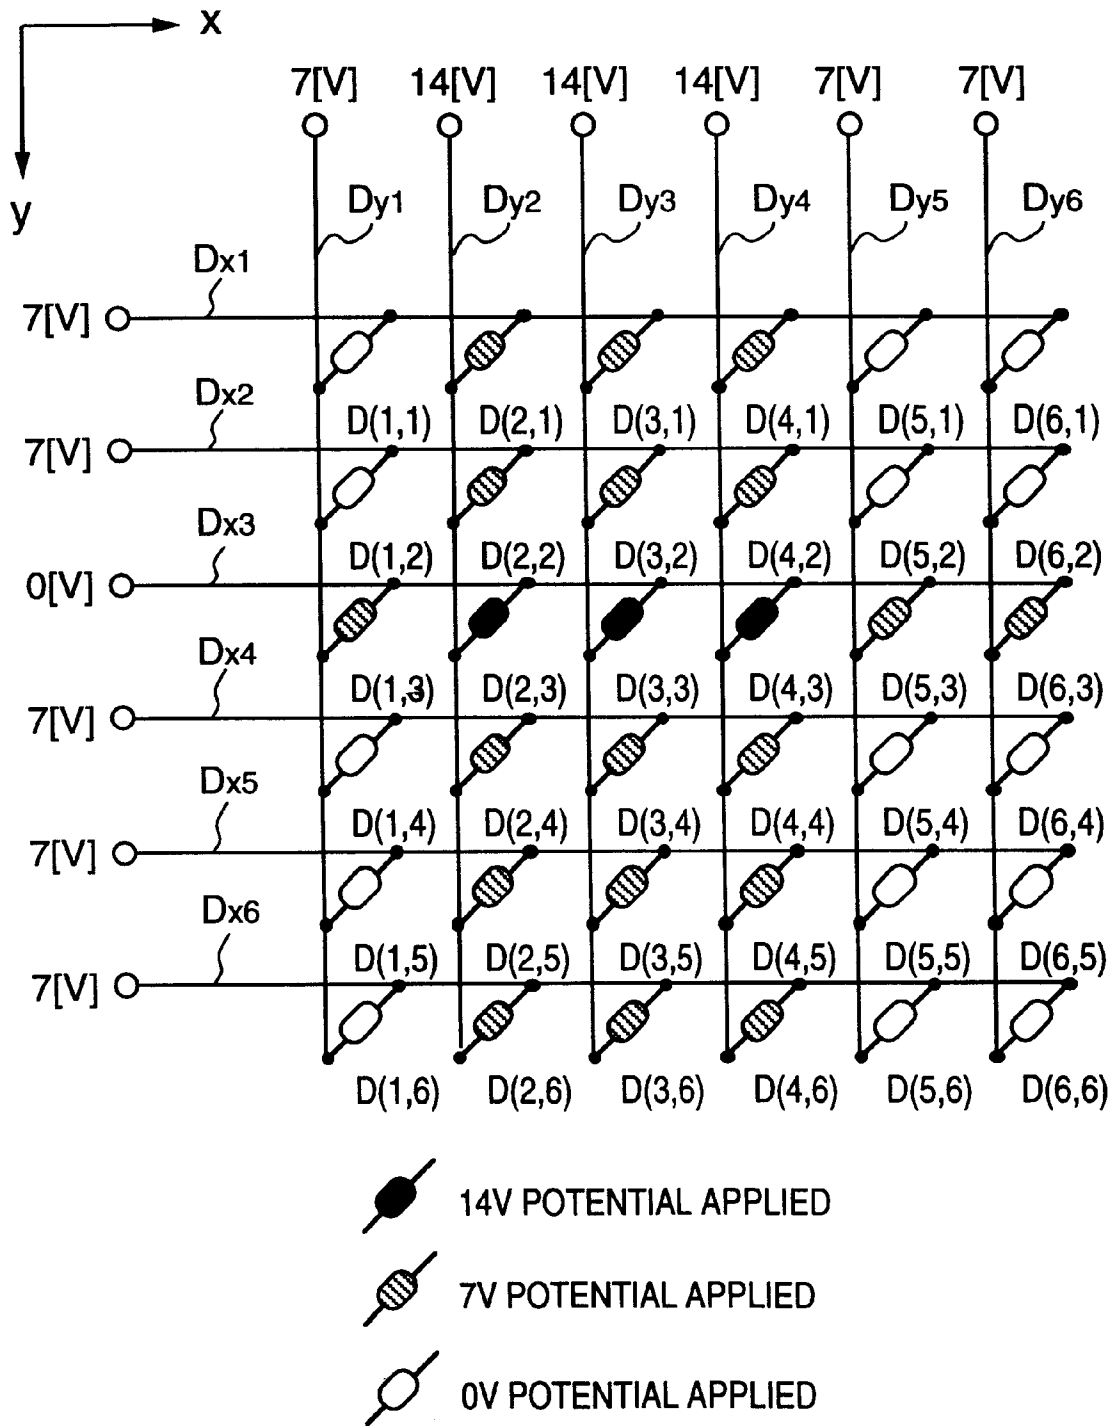 x
7[V] 14[V] 14[V] 14[V] 7[V] 7[V]
y
Dy1 Dy2 Dy3 Dy4 Dy5 Dy6
Dx1
7[V]
Dx2
D(1,1) D(2,1) D(3,1) D(4,1) D(5,1) D(6,1)
7[V]
Dx3
D(1,2) D(2,2) D(3,2) D(4,2) D(5,2) D(6,2)
0[V]
Dx4
D(1,3) D(2,3) D(3,3) D(4,3) D(5,3) D(6,3)
7[V]
Dx5
D(1,4) D(2,4) D(3,4) D(4,4) D(5,4) D(6,4)
7[V]
Dx6
D(1,5) D(2,5) D(3,5) D(4,5) D(5,5) D(6,5)
7[V]
D(1,6) D(2,6) D(3,6) D(4,6) D(5,6) D(6,6)
14V POTENTIAL APPLIED
7V POTENTIAL APPLIED
0V POTENTIAL APPLIED